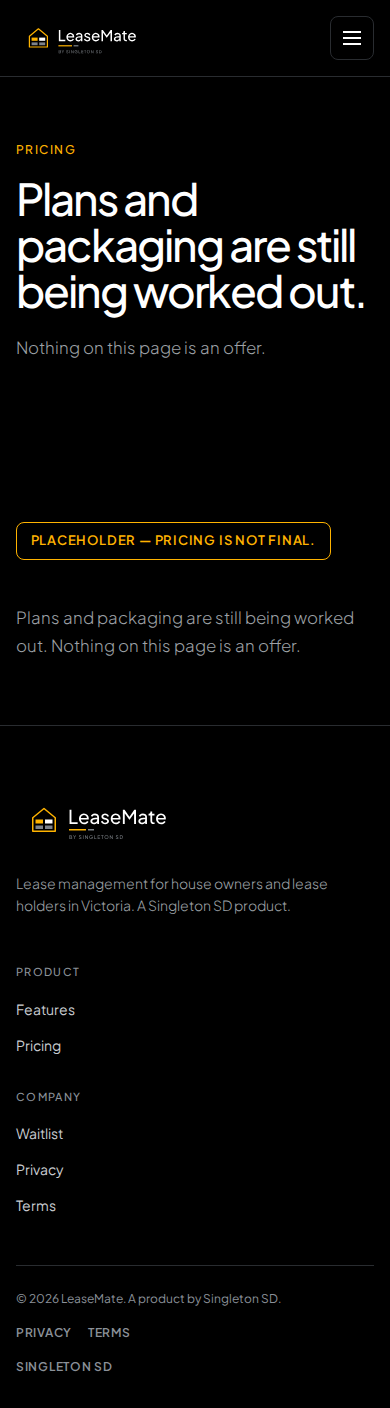 LeaseMate
BY SINGLETON SD
PRICING
Plans and
packaging are still
being worked out.
Nothing on this page is an offer.
PLACEHOLDER — PRICING IS NOT FINAL.
Plans and packaging are still being worked
out. Nothing on this page is an offer.
LeaseMate
BY SINGLETON SD
Lease management for house owners and lease
holders in Victoria. A Singleton SD product.
PRODUCT
Features
Pricing
COMPANY
Waitlist
Privacy
Terms
© 2026 LeaseMate. A product by Singleton SD.
PRIVACY TERMS
SINGLETON SD